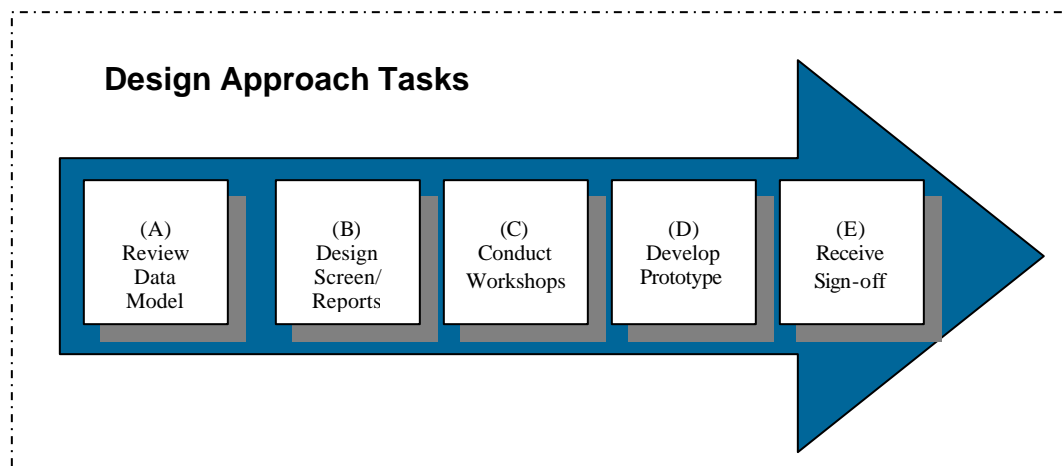 Design Approach Tasks
(A)
Review
Data
Model
(B)
Design
Screen/
Reports
(C)
Conduct
Workshops
(D)
Develop
Prototype
(E)
Receive
Sign-off